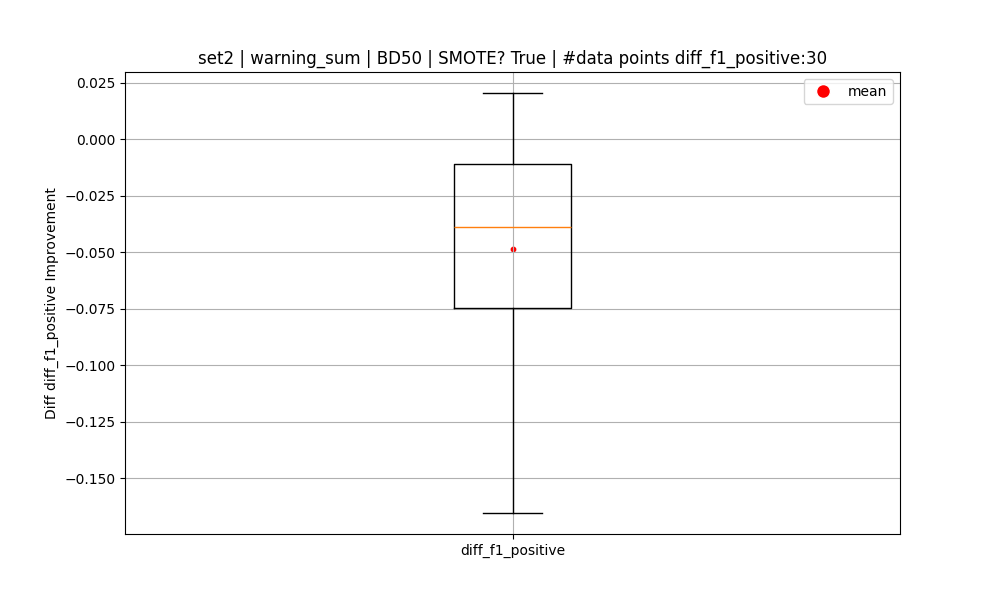 set2 | warning_sum | BD50 | SMOTE? True | #data points diff_f1_positive:30
mean
0.025
0.000
−0.025
−0.050
−0.075
−0.100
−0.125
−0.150
Diff diff_f1_positive Improvement
diff_f1_positive